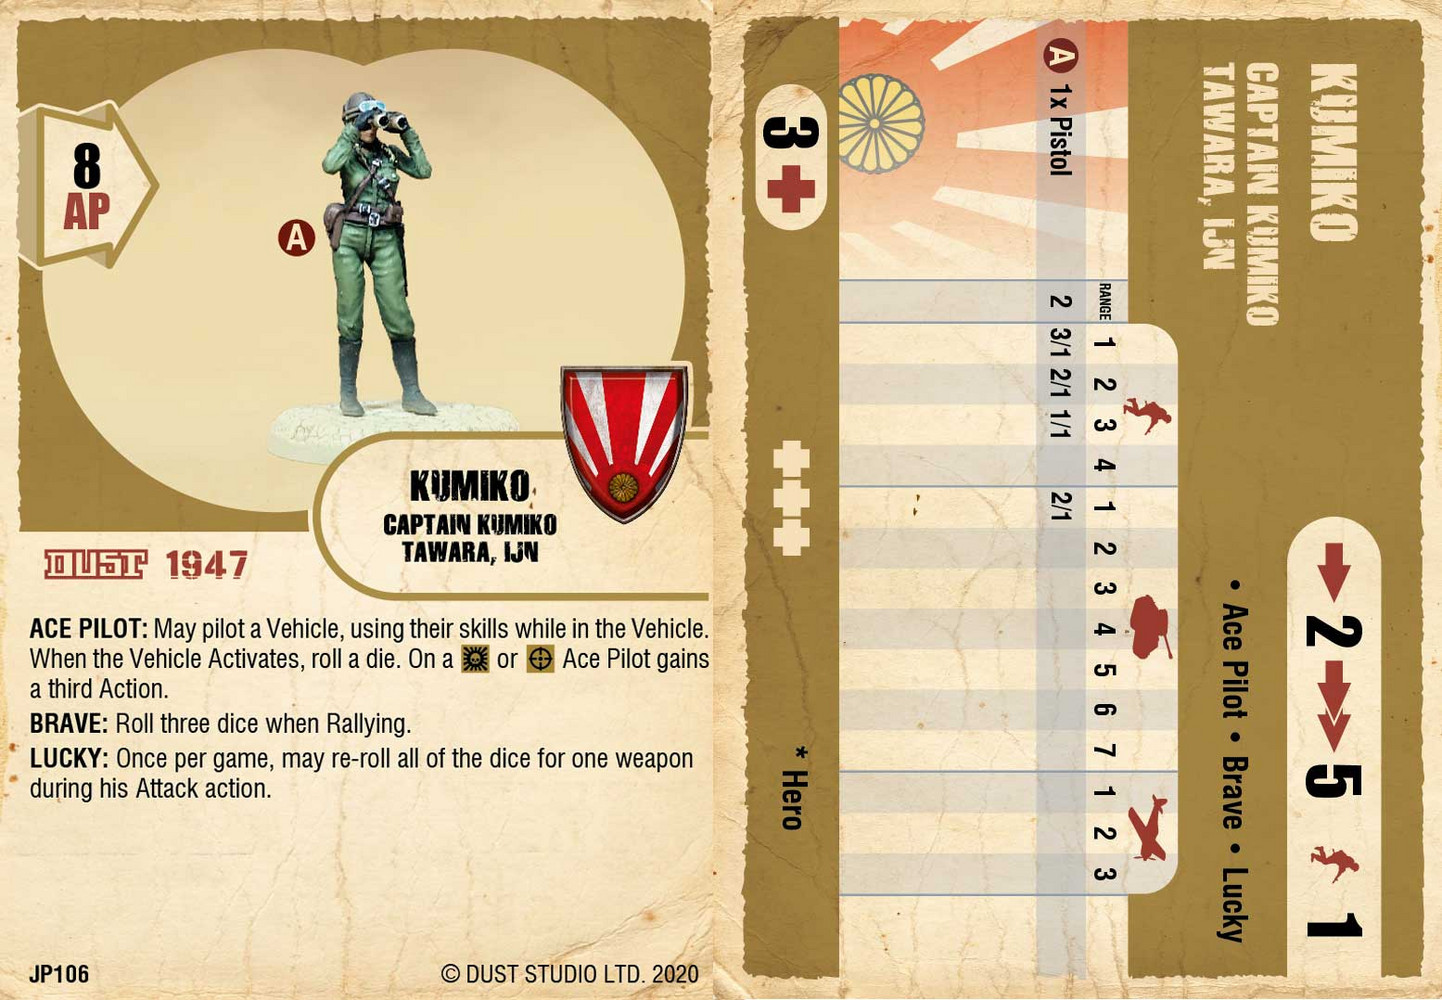 8
AP
A
KUMIKO
CAPTAIN KUMIKO
TAWARA, IJN
DUST 1947
ACE PILOT: May pilot a Vehicle, using their skills while in the Vehicle.
When the Vehicle Activates, roll a die. On a or Ace Pilot gains
a third Action.
BRAVE: Roll three dice when Rallying.
LUCKY: Once per game, may re-roll all of the dice for one weapon
during his Attack action.
JP106
© DUST STUDIO LTD. 2020
KUMIKO
CAPTAIN KUMIKO
TAWARA, IJN
2 5 1
• Ace Pilot • Brave • Lucky
RANGE 1 2 3 4 1 2 3 4 5 6 7 1 2 3
A 1x Pistol 2 3/1 2/1 1/1 2/1
3
* Hero